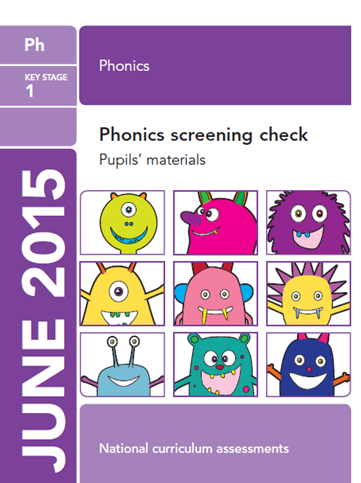 Ph
KEY STAGE
1
Phonics
Phonics screening check
Pupils' materials
JUNE 2015
National curriculum assessments